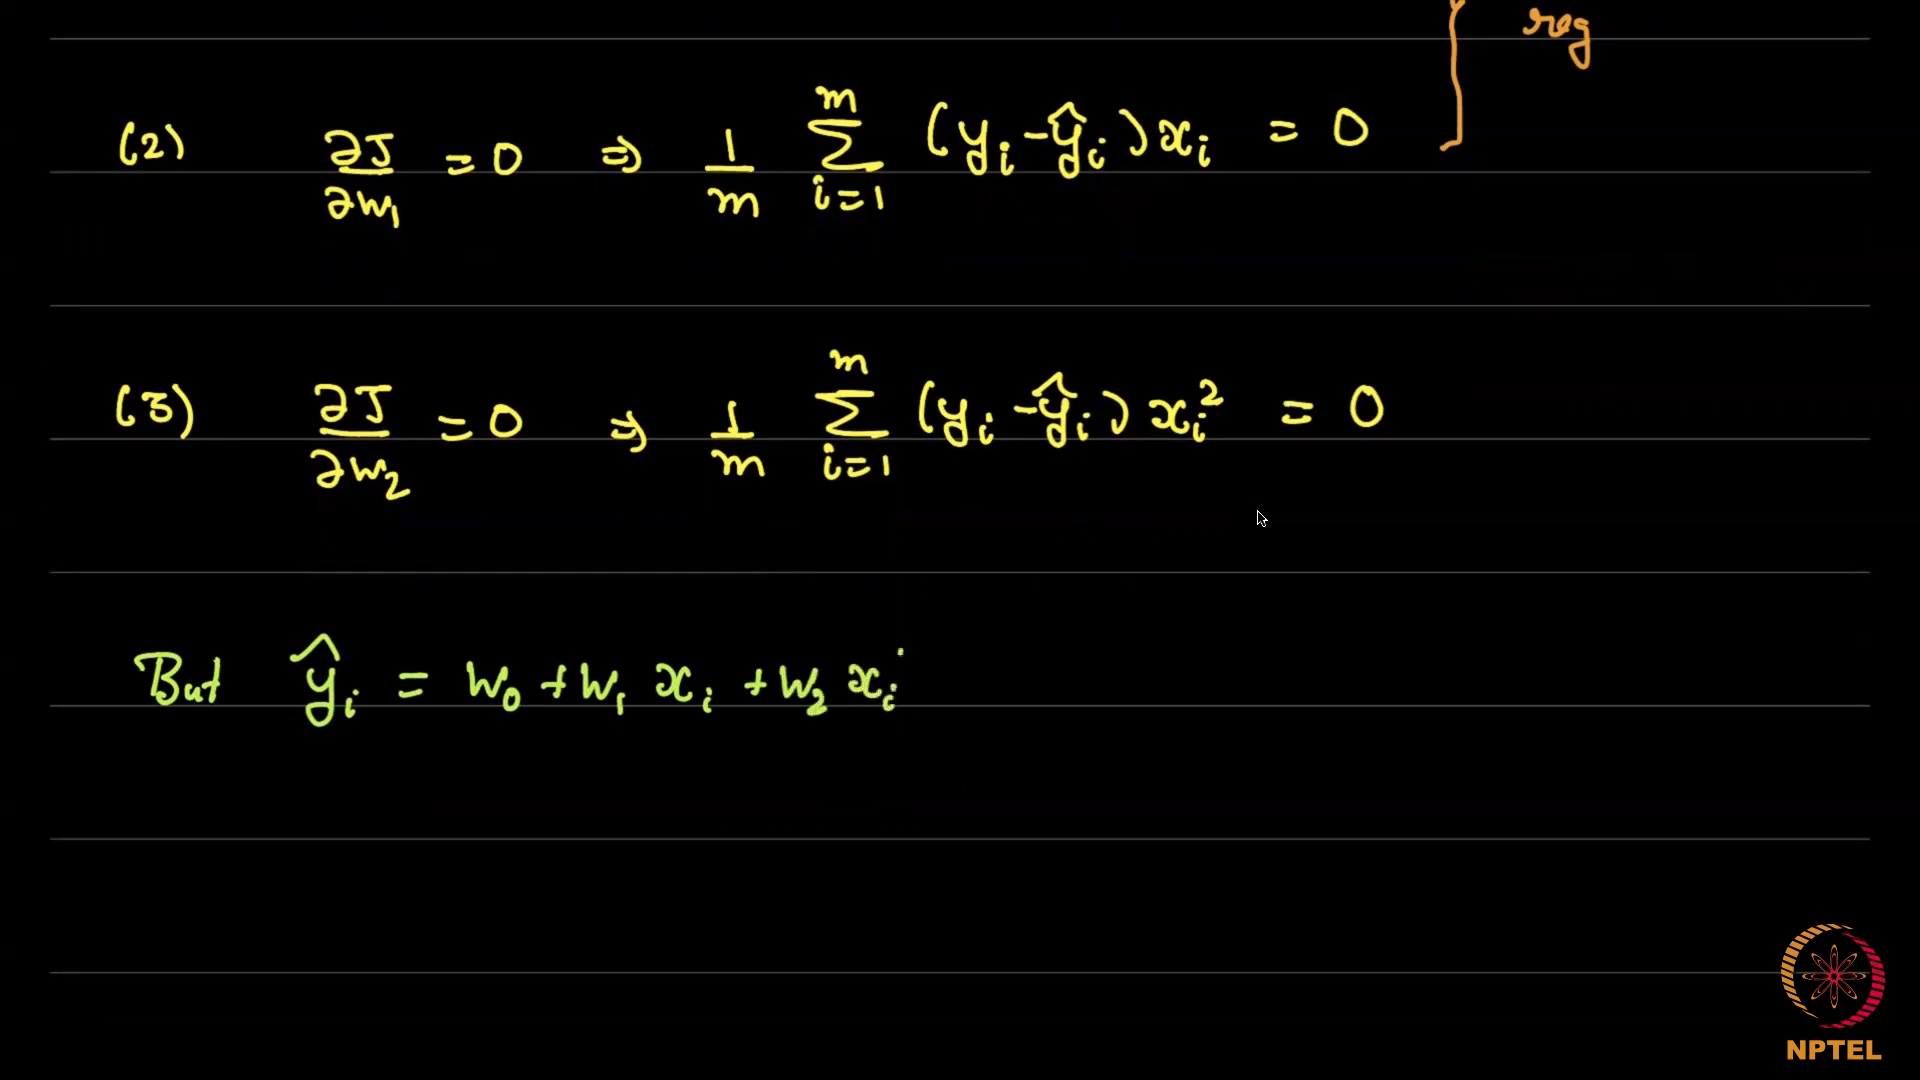 reg
(2) ∂J/∂w₁ = 0 ⇒ 1/m Σᵢ₌₁ᵐ (yᵢ - ŷᵢ) xᵢ = 0
(3) ∂J/∂w₂ = 0 ⇒ 1/m Σᵢ₌₁ᵐ (yᵢ - ŷᵢ) xᵢ² = 0
But ŷᵢ = w₀ + w₁ xᵢ + w₂ xᵢ
NPTEL